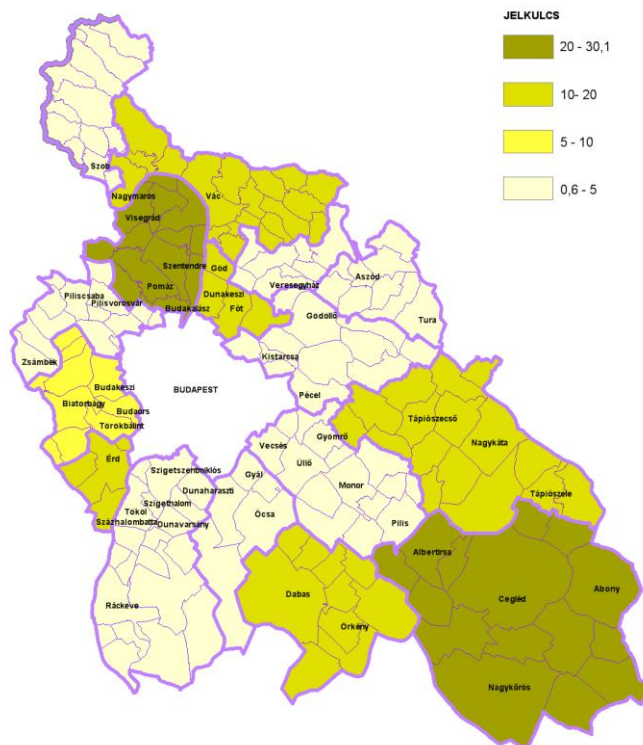 JELKULCS
20 - 30,1
10- 20
5 - 10
0,6 - 5
Szob
Nagymaros
Vác
Visegrád
Szentendre
Göd
Pomáz
Dunakeszi
Fót
Budakalász
Veresegyház
Aszód
Gödöllő
Tura
Piliscsaba
Pilisvörösvár
Zsámbék
Kistarcsa
Pécel
Budakeszi
BUDAPEST
Biatorbágy
Budaörs
Törökbálint
Tápiószecső
Nagykáta
Tápiószele
Érd
Vecsés
Gyömrő
Üllő
Monor
Pilis
Szigetszentmiklós
Gyál
Dunaharaszti
Szigethalom
Tököl
Ócsa
Százhalombatta
Dunavarsány
Albertirsa
Cegléd
Abony
Dabas
Örkény
Ráckeve
Nagykőrös